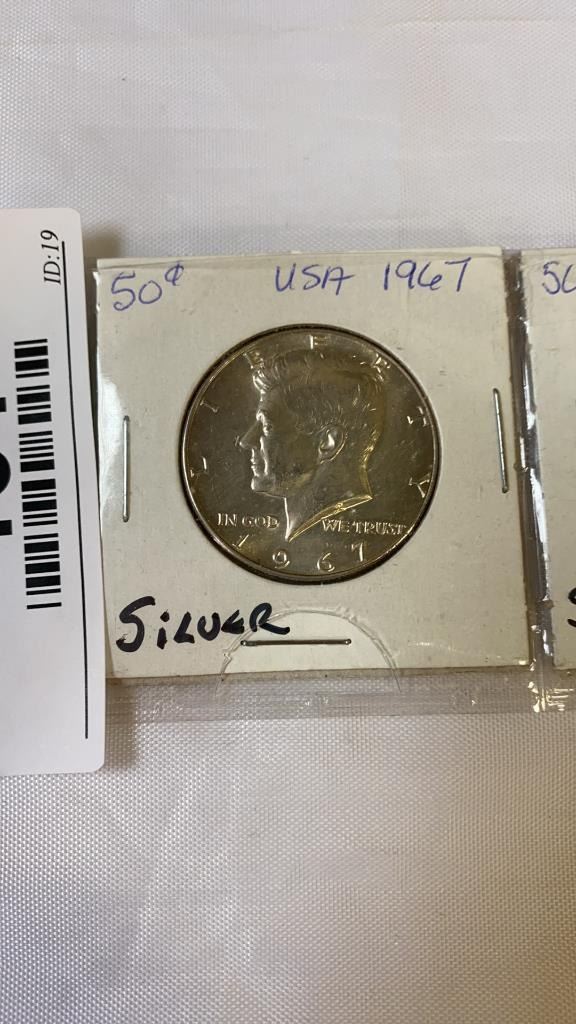 ID:19
50¢ USA 1967
LIBERTY
IN GOD WE TRUST
1967
SILVER